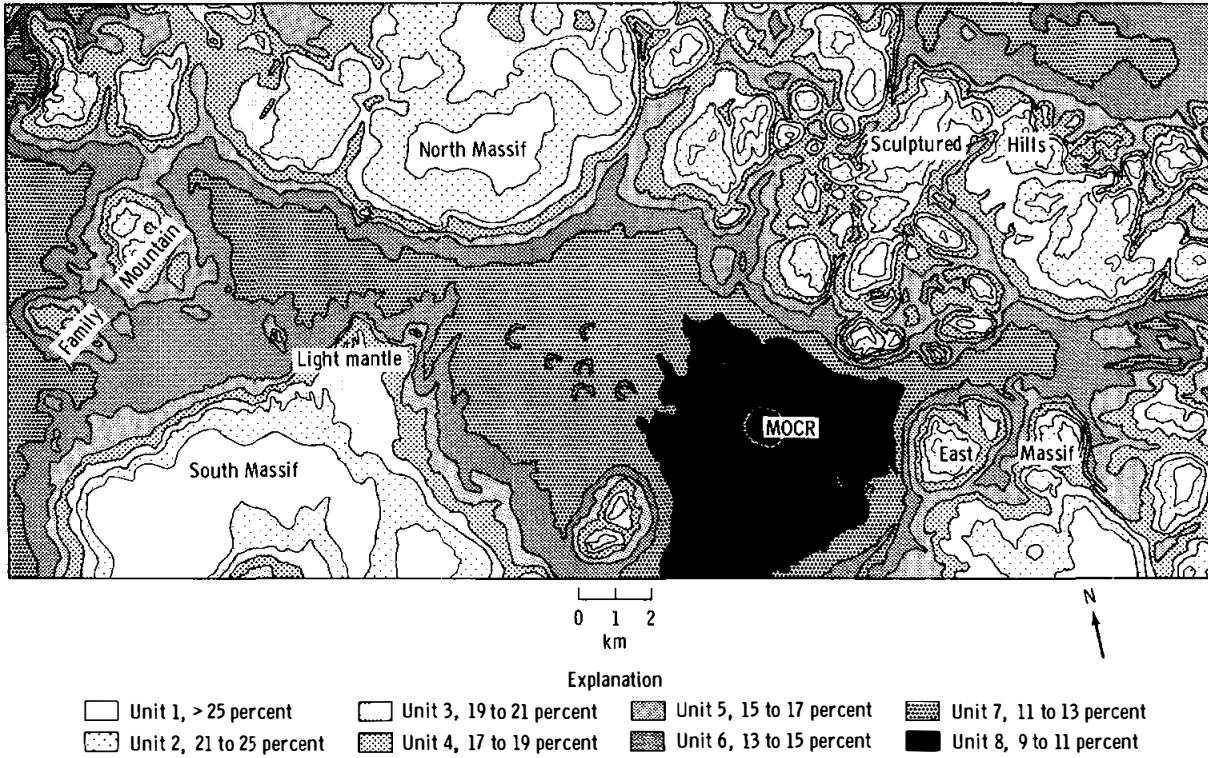 North Massif
Sculptured
Hills
Mountain
Family
Light mantle
MOCR
South Massif
East
Massif
N
0 1 2
km
Explanation
Unit 1, > 25 percent
Unit 3, 19 to 21 percent
Unit 5, 15 to 17 percent
Unit 7, 11 to 13 percent
Unit 2, 21 to 25 percent
Unit 4, 17 to 19 percent
Unit 6, 13 to 15 percent
Unit 8, 9 to 11 percent